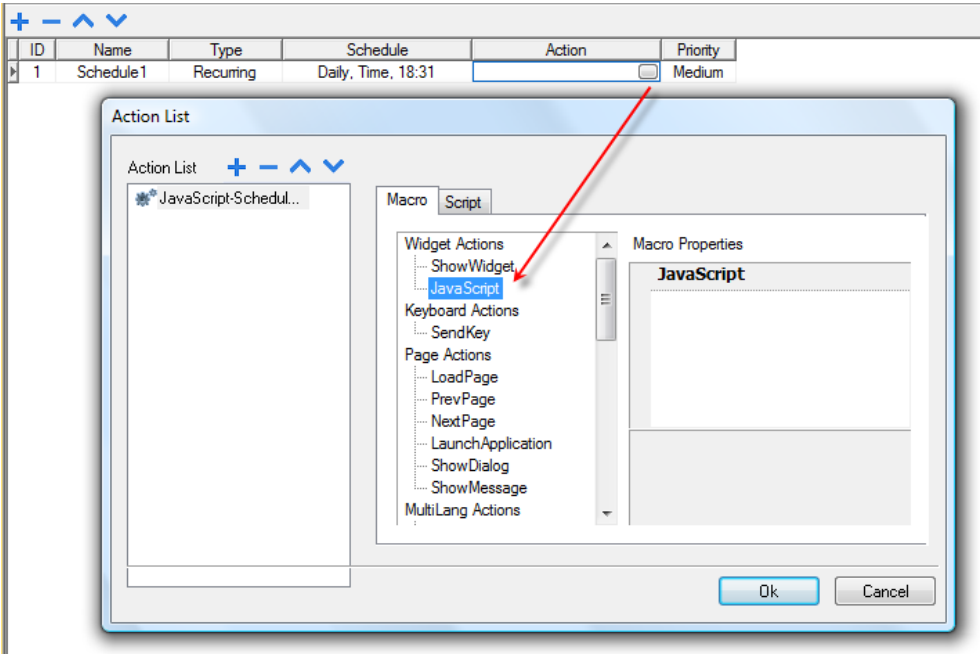 ID Name Type Schedule Action Priority
1 Schedule1 Recurring Daily, Time, 18:31 Medium
Action List
Action List
JavaScript-Schedul...
Macro Script
Widget Actions
ShowWidget
JavaScript
Keyboard Actions
SendKey
Page Actions
LoadPage
PrevPage
NextPage
LaunchApplication
ShowDialog
ShowMessage
MultiLang Actions
Macro Properties
JavaScript
Ok Cancel